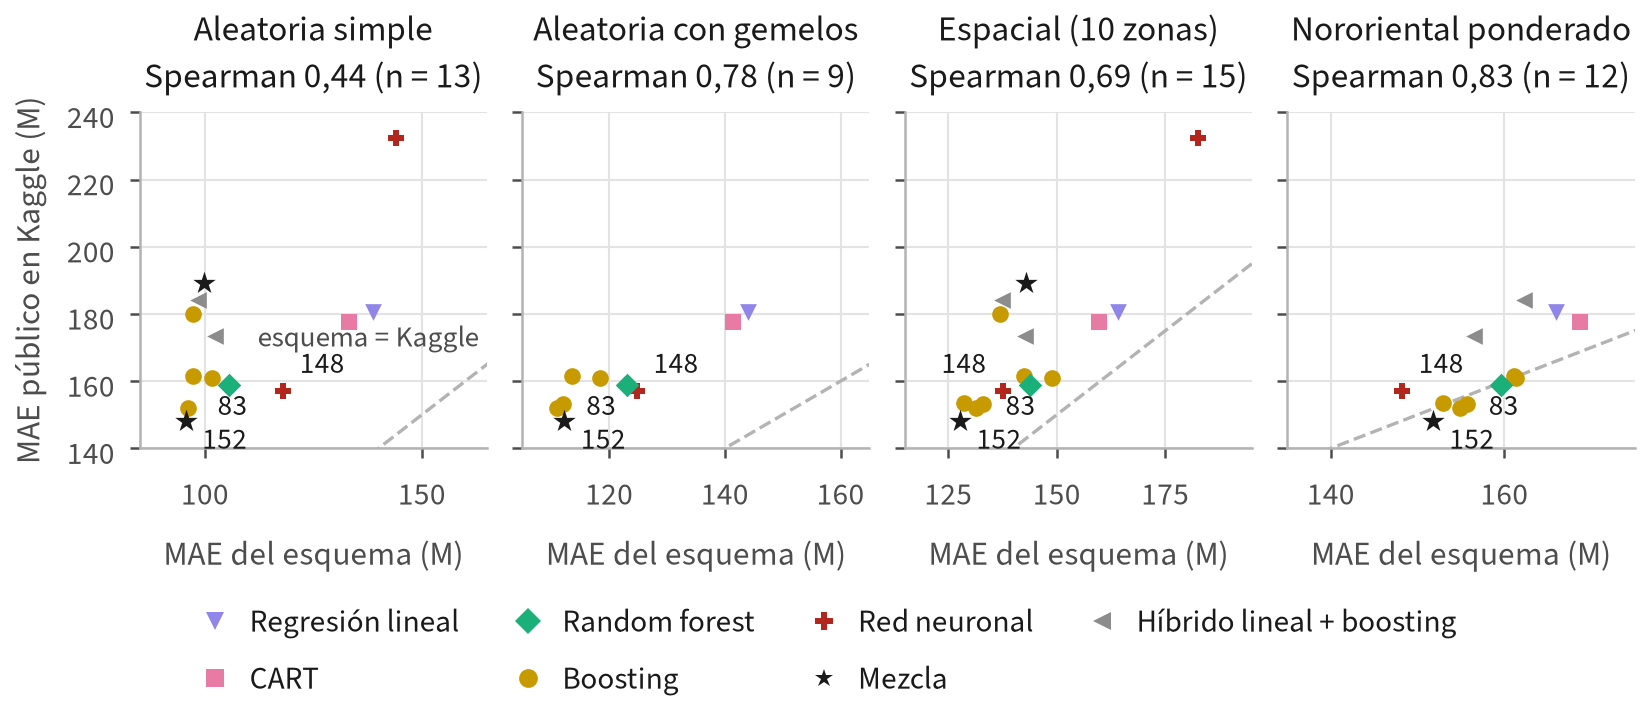 Aleatoria simple
Spearman 0,44 (n = 13)
Aleatoria con gemelos
Spearman 0,78 (n = 9)
Espacial (10 zonas)
Spearman 0,69 (n = 15)
Nororiental ponderado
Spearman 0,83 (n = 12)
MAE público en Kaggle (M)
240
220
200
180
160
140
esquema = Kaggle
148
83
152
148
83
152
148
83
152
148
83
152
100
150
120
140
160
125
150
175
140
160
MAE del esquema (M)
MAE del esquema (M)
MAE del esquema (M)
MAE del esquema (M)
Regresión lineal
Random forest
Red neuronal
Híbrido lineal + boosting
CART
Boosting
Mezcla